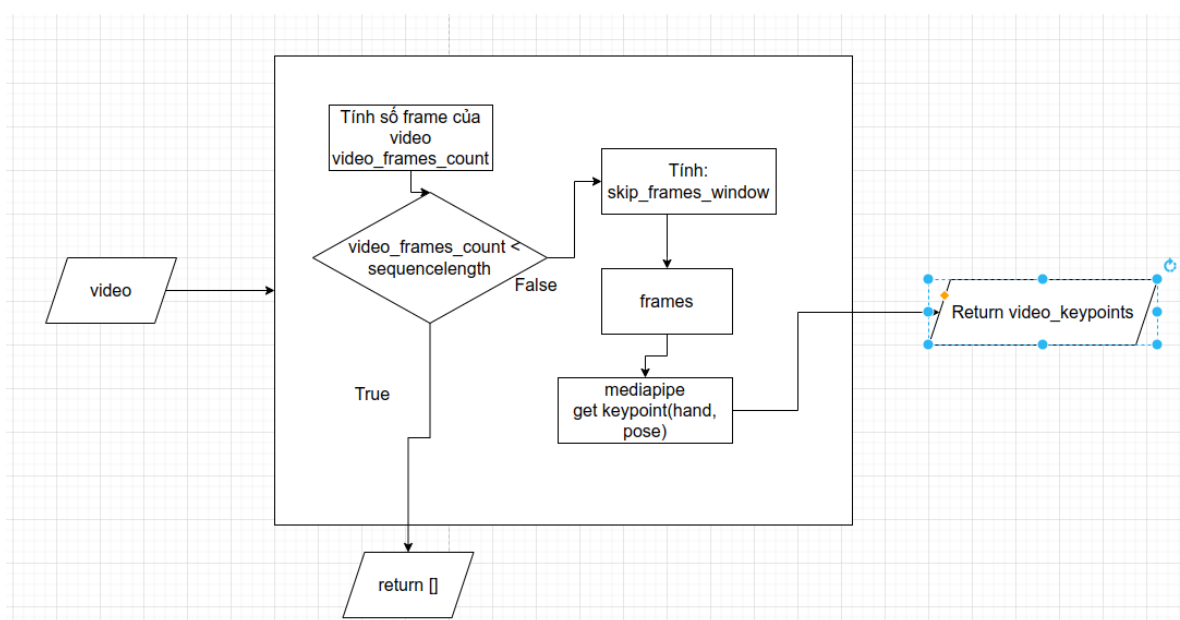 video
Tính số frame của
video
video_frames_count
video_frames_count <
sequencelength
False
True
return []
Tính:
skip_frames_window
frames
mediapipe
get keypoint(hand,
pose)
Return video_keypoints